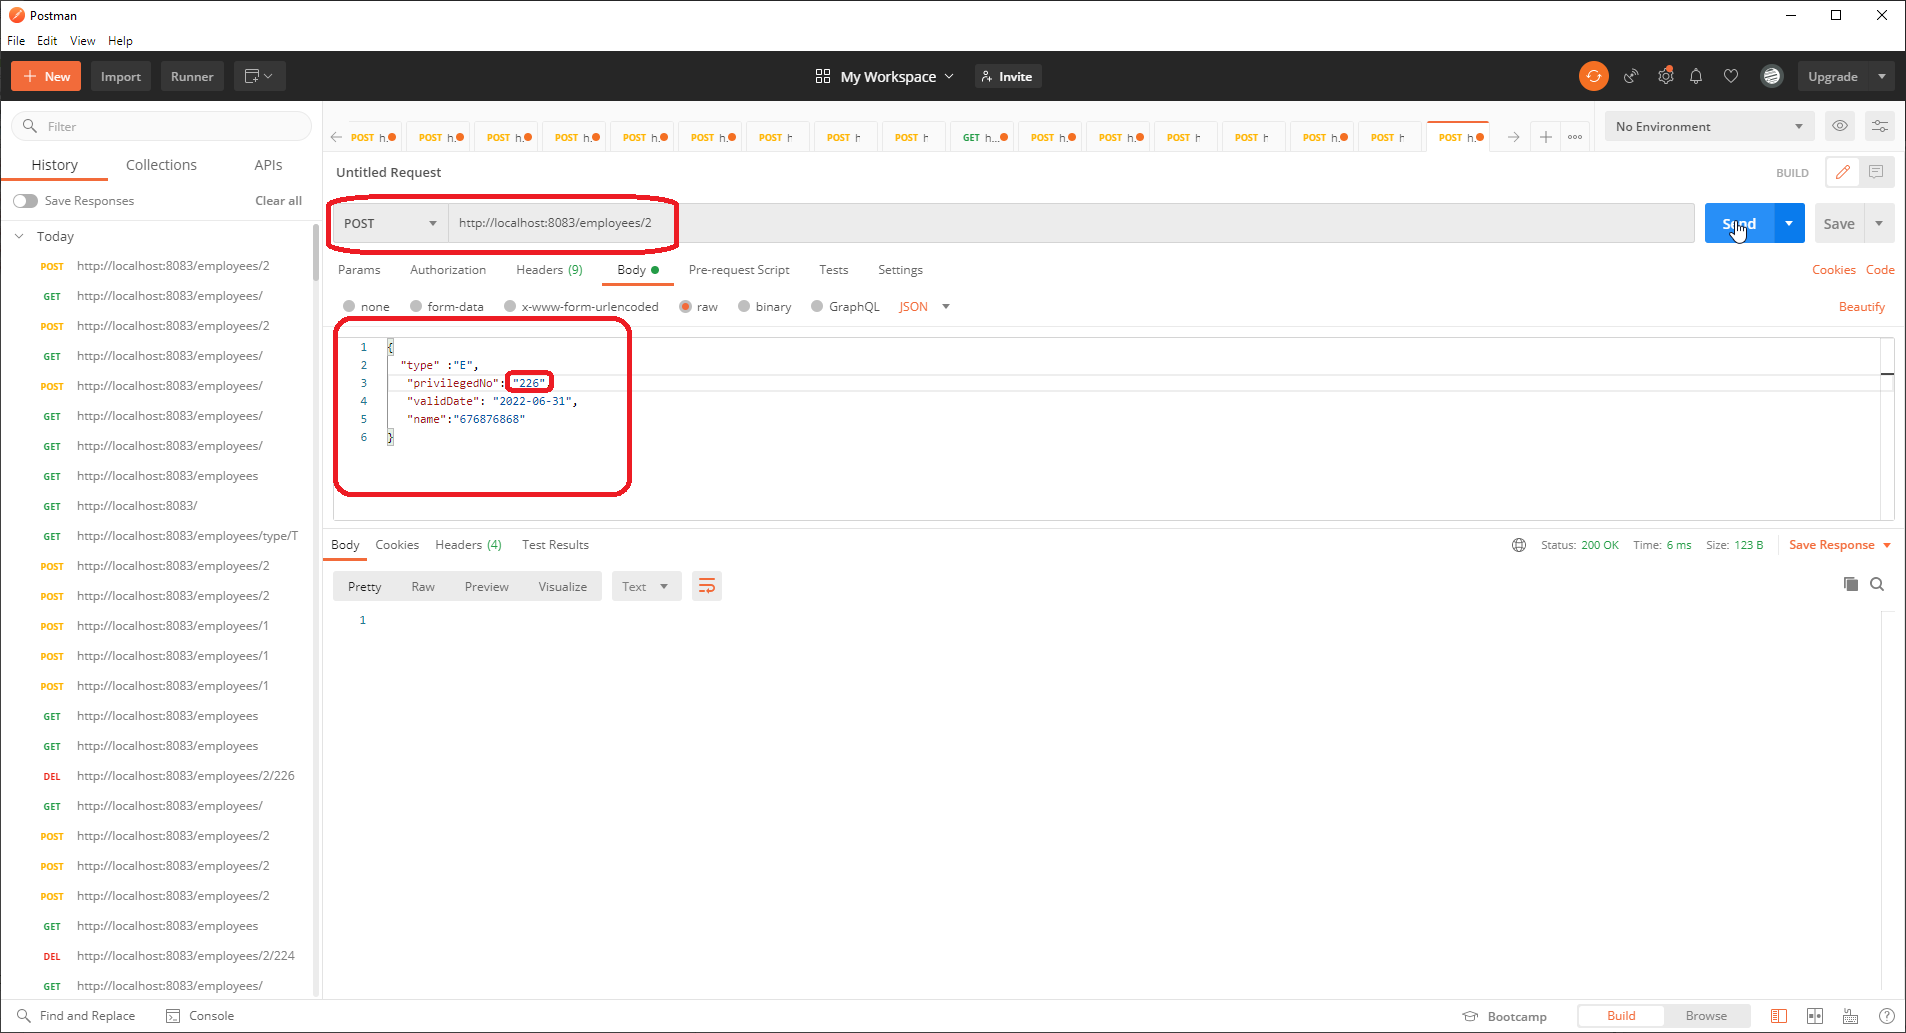 Postman
File Edit View Help
New Import Runner My Workspace Invite Upgrade
Filter
POST h. POST h. POST h. POST h. POST h. POST h. POST h POST h POST h GET h... POST h. POST h. POST h POST h POST h. POST h POST h.
No Environment
History Collections APIs
Save Responses Clear all
Untitled Request BUILD
POST http://localhost:8083/employees/2 Send Save
Params Authorization Headers (9) Body Pre-request Script Tests Settings Cookies Code
none form-data x-www-form-urlencoded raw binary GraphQL JSON Beautify
1 {
2 "type" :"E",
3 "privilegedNo": "226",
4 "validDate": "2022-06-31",
5 "name":"676876868"
6 }
Body Cookies Headers (4) Test Results Status: 200 OK Time: 6 ms Size: 123 B Save Response
Pretty Raw Preview Visualize Text
1
Today
POST http://localhost:8083/employees/2
GET http://localhost:8083/employees/
POST http://localhost:8083/employees/2
GET http://localhost:8083/employees/
POST http://localhost:8083/employees/2
GET http://localhost:8083/employees/
GET http://localhost:8083/employees/
GET http://localhost:8083/employees
GET http://localhost:8083/
GET http://localhost:8083/employees/type/T
POST http://localhost:8083/employees/2
POST http://localhost:8083/employees/2
POST http://localhost:8083/employees/1
POST http://localhost:8083/employees/1
POST http://localhost:8083/employees/1
GET http://localhost:8083/employees
GET http://localhost:8083/employees
DEL http://localhost:8083/employees/2/226
GET http://localhost:8083/employees/
POST http://localhost:8083/employees/2
POST http://localhost:8083/employees/2
POST http://localhost:8083/employees/2
GET http://localhost:8083/employees
DEL http://localhost:8083/employees/2/224
GET http://localhost:8083/employees/
Find and Replace Console Bootcamp Build Browse